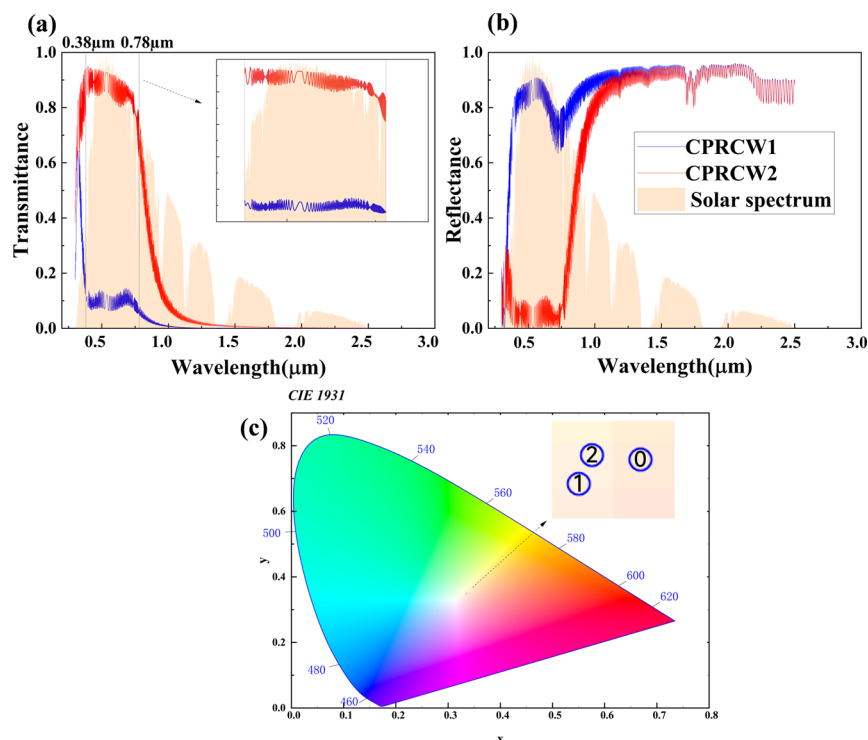 (a)
0.38μm 0.78μm
1.0
0.8
0.6
0.4
0.2
0.0
Transmittance
0.5 1.0 1.5 2.0 2.5 3.0
Wavelength(μm)
(b)
1.0
0.8
0.6
0.4
0.2
0.0
Reflectance
CPRCW1
CPRCW2
Solar spectrum
0.5 1.0 1.5 2.0 2.5 3.0
Wavelength(μm)
CIE 1931
(c)
0.8
0.6
0.4
0.2
0.0
y
520
540
560
500
580
600
620
480
460
2
0
1
0.0 0.1 0.2 0.3 0.4 0.5 0.6 0.7 0.8
x